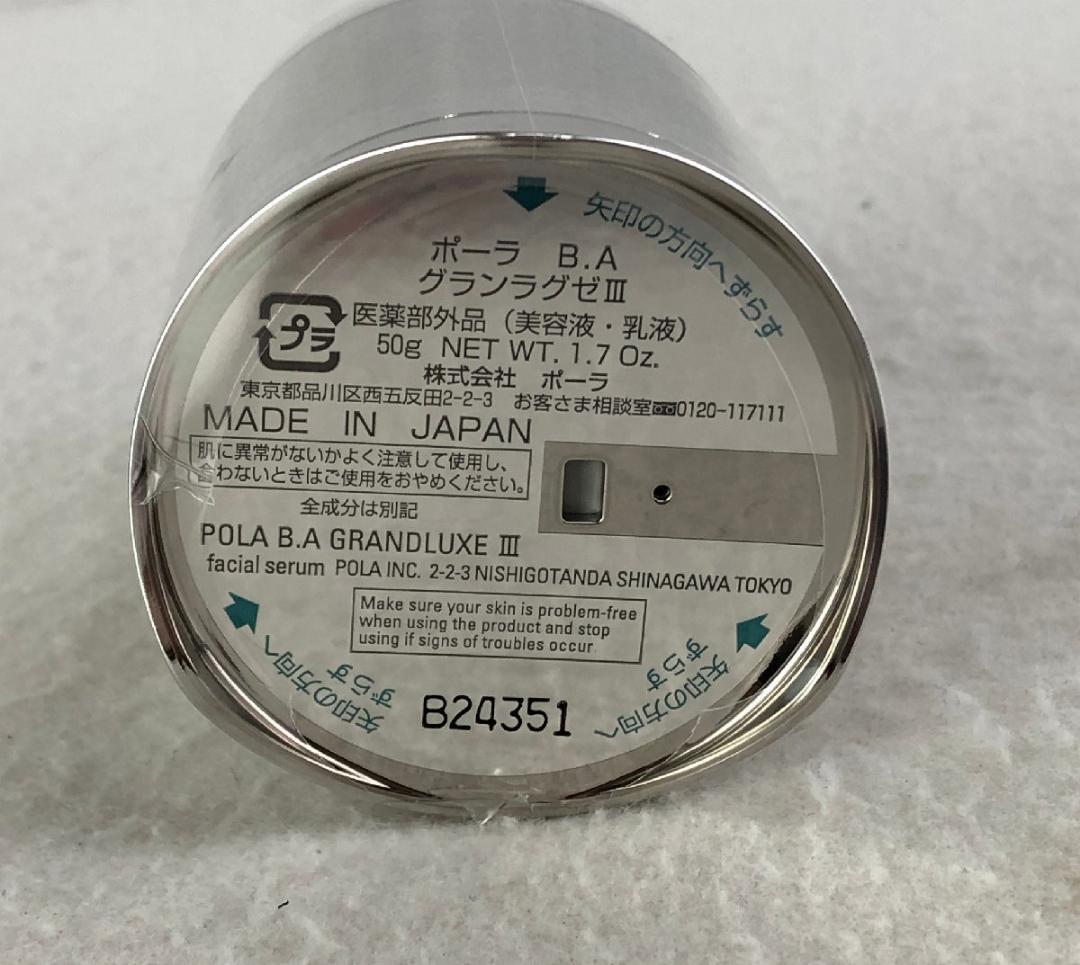 矢印の方向へずらす
ポーラ B.A
グランラグゼⅢ
プラ
医薬部外品（美容液・乳液）
50g NET WT. 1.7 Oz.
株式会社 ポーラ
東京都品川区西五反田2-2-3 お客さま相談室 0120-117111
MADE IN JAPAN
肌に異常がないかよく注意して使用し、
合わないときはご使用をおやめください。
全成分は別記
POLA B.A GRANDLUXE Ⅲ
facial serum POLA INC. 2-2-3 NISHIGOTANDA SHINAGAWA TOKYO
Make sure your skin is problem-free
when using the product and stop
using if signs of troubles occur.
矢印の方向へ
ずらす
矢印の方向へ
ずらす
B24351